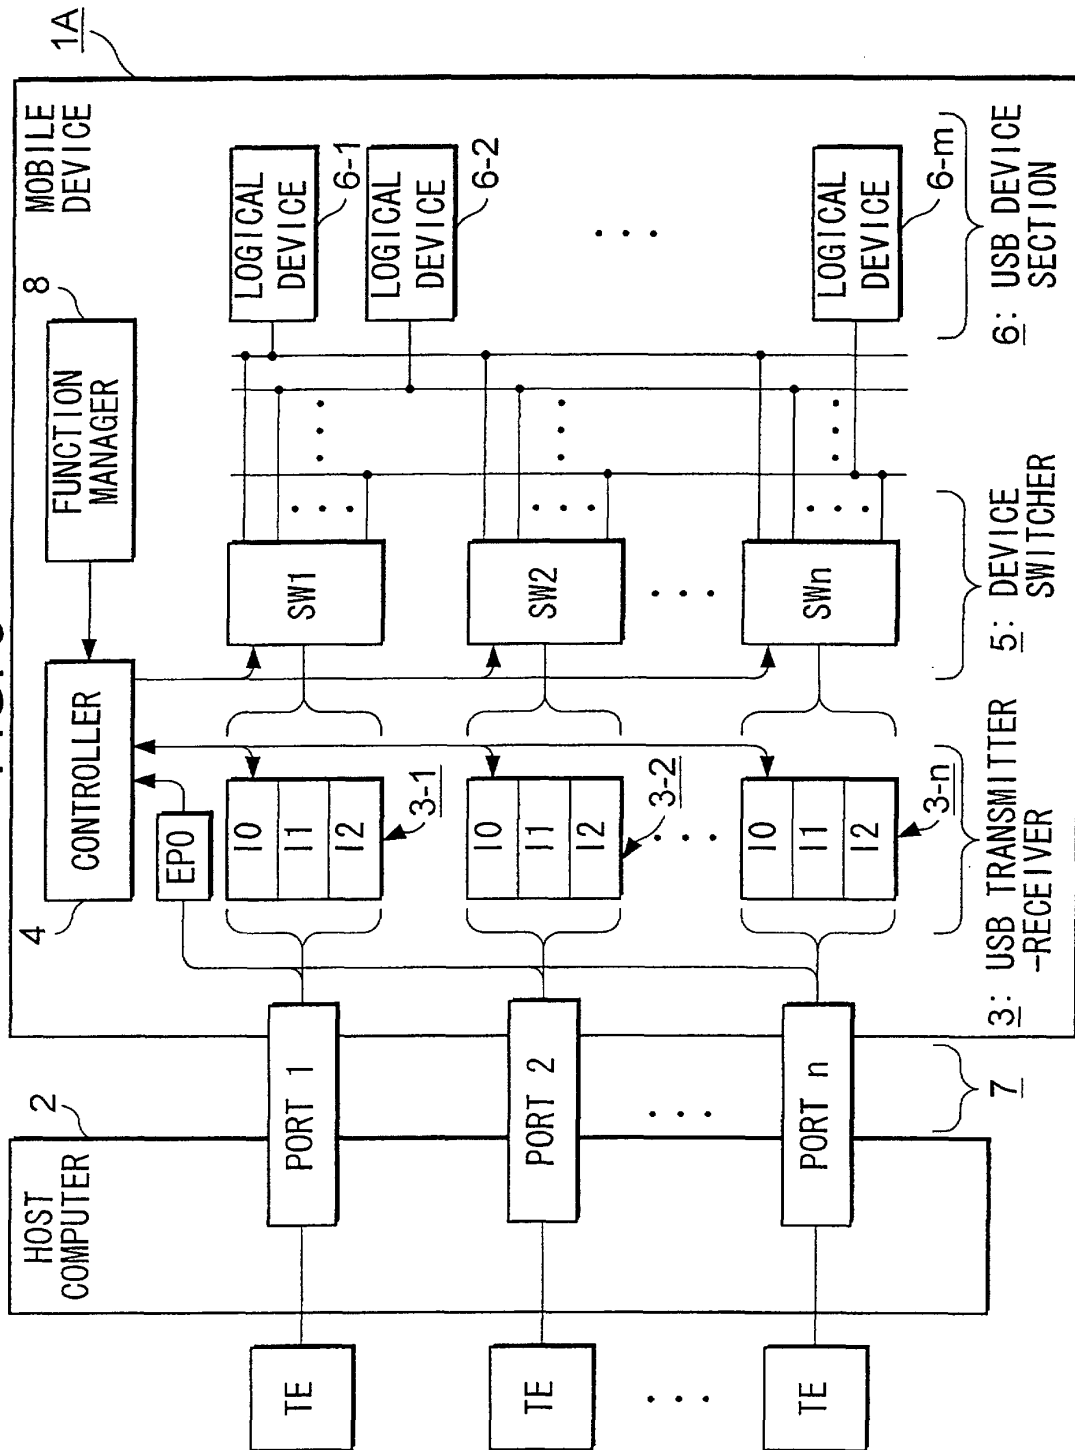 1A
MOBILE
DEVICE
8
FUNCTION
MANAGER
CONTROLLER
4
EP0
LOGICAL
DEVICE
6-1
LOGICAL
DEVICE
6-2
LOGICAL
DEVICE
6-m
SW1
SW2
SWn
I0
I1
I2
3-1
I0
I1
I2
3-2
I0
I1
I2
3-n
6: USB DEVICE
SECTION
5: DEVICE
SWITCHER
3: USB TRANSMITTER
-RECEIVER
7
PORT 1
PORT 2
PORT n
2
HOST
COMPUTER
TE
TE
TE